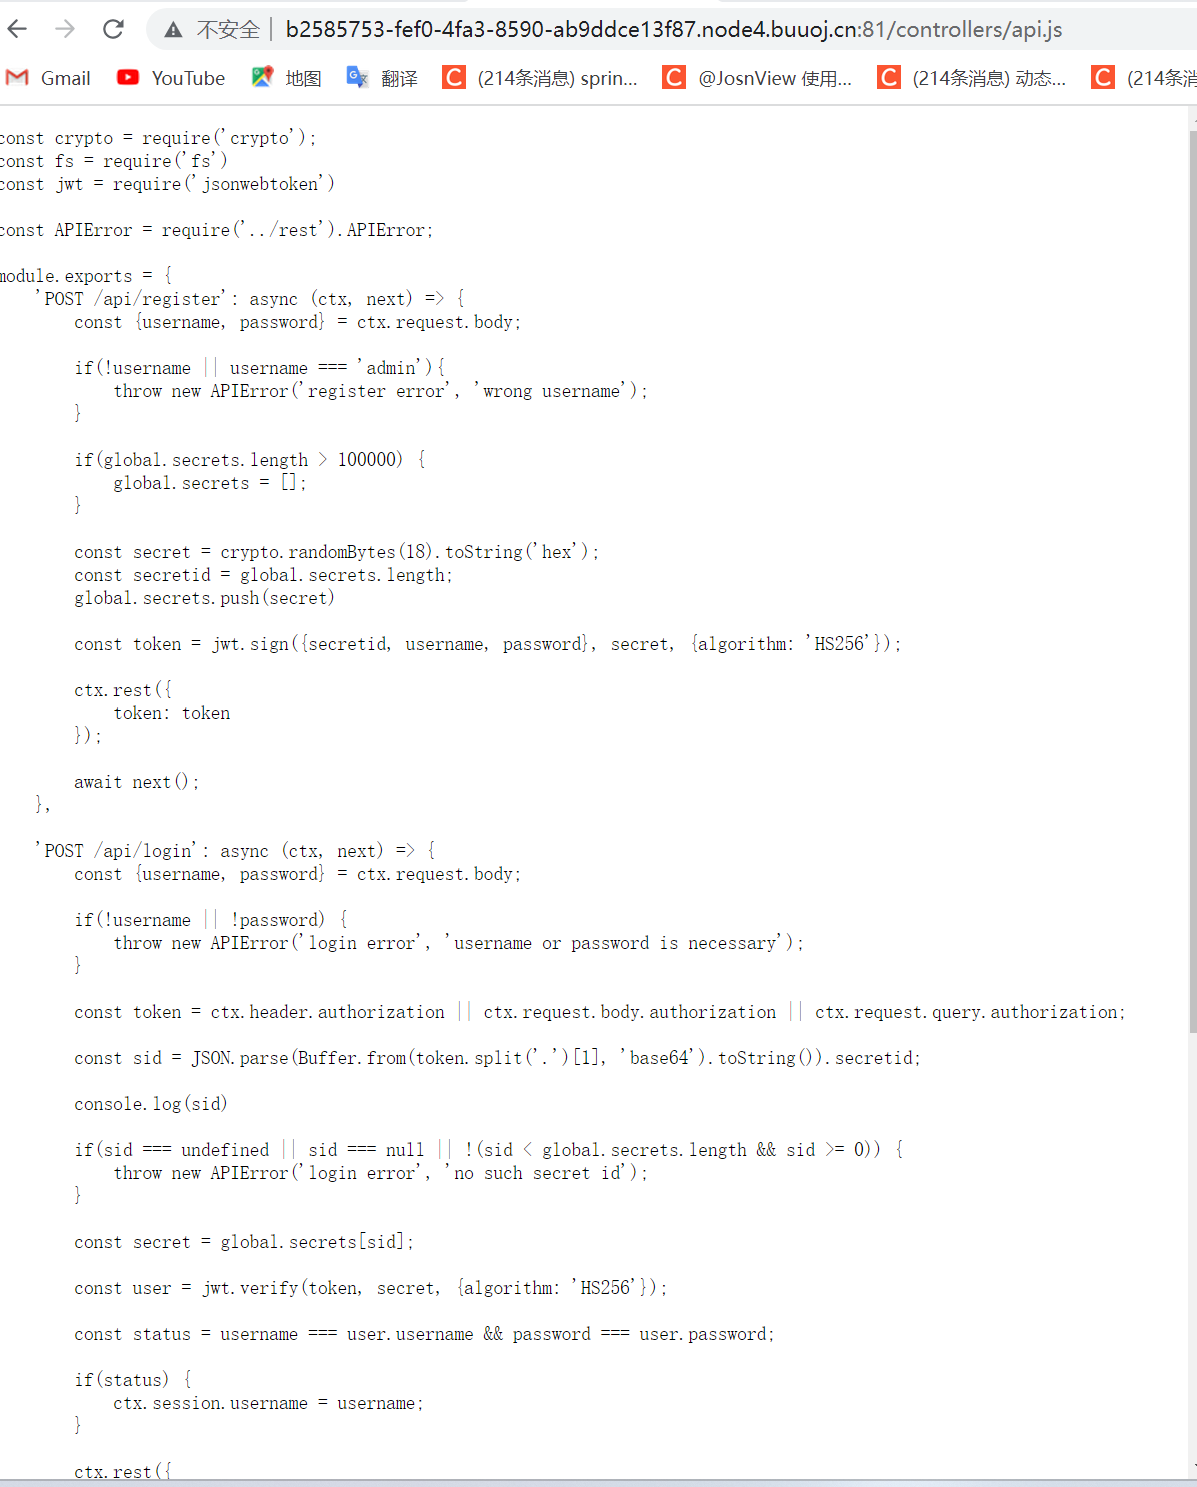 不安全 | b2585753-fef0-4fa3-8590-ab9ddce13f87.node4.buuoj.cn:81/controllers/api.js
Gmail YouTube 地图 翻译 C (214条消息) sprin... C @JosnView 使用... C (214条消息) 动态... C (214条消
const crypto = require('crypto');
const fs = require('fs')
const jwt = require('jsonwebtoken')
const APIError = require('../rest').APIError;
module.exports = {
    'POST /api/register': async (ctx, next) => {
        const {username, password} = ctx.request.body;
        if(!username || username === 'admin'){
            throw new APIError('register error', 'wrong username');
        }
        if(global.secrets.length > 100000) {
            global.secrets = [];
        }
        const secret = crypto.randomBytes(18).toString('hex');
        const secretid = global.secrets.length;
        global.secrets.push(secret)
        const token = jwt.sign({secretid, username, password}, secret, {algorithm: 'HS256'});
        ctx.rest({
            token: token
        });
        await next();
    },
    'POST /api/login': async (ctx, next) => {
        const {username, password} = ctx.request.body;
        if(!username || !password) {
            throw new APIError('login error', 'username or password is necessary');
        }
        const token = ctx.header.authorization || ctx.request.body.authorization || ctx.request.query.authorization;
        const sid = JSON.parse(Buffer.from(token.split('.')[1], 'base64').toString()).secretid;
        console.log(sid)
        if(sid === undefined || sid === null || !(sid < global.secrets.length && sid >= 0)) {
            throw new APIError('login error', 'no such secret id');
        }
        const secret = global.secrets[sid];
        const user = jwt.verify(token, secret, {algorithm: 'HS256'});
        const status = username === user.username && password === user.password;
        if(status) {
            ctx.session.username = username;
        }
        ctx.rest({